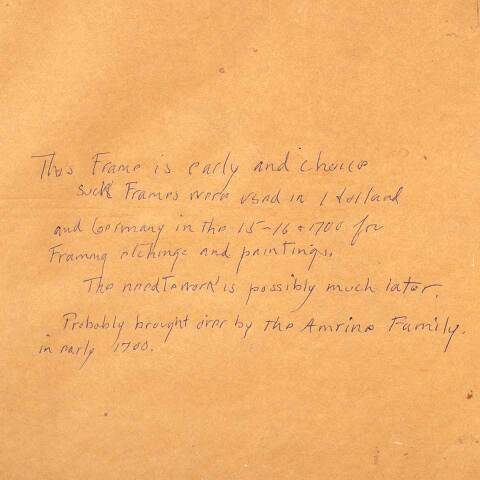 This Frame is early and choice
such Frames were used in Holland
and Germany in the 15-16 + 1700 for
Framing etchings and paintings.
The needlework is possibly much later.
Probably brought over by the Amrine Family.
in early 1700.